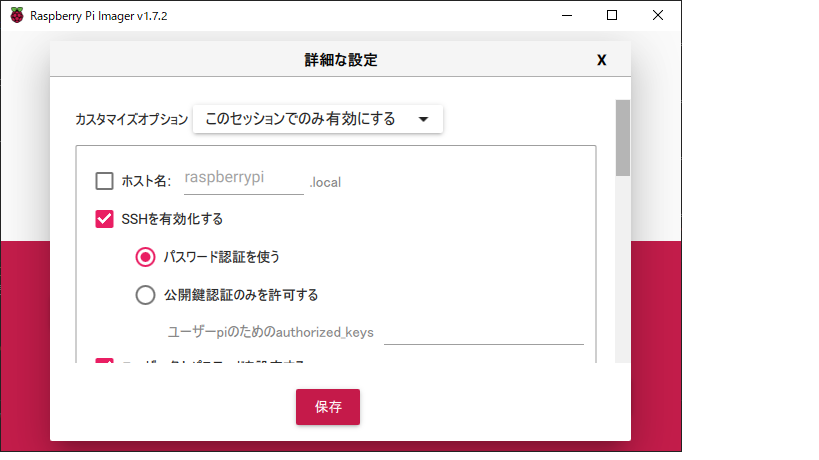 Raspberry Pi Imager v1.7.2
詳細な設定 X
カスタマイズオプション このセッションでのみ有効にする
ホスト名: raspberrypi .local
SSHを有効化する
パスワード認証を使う
公開鍵認証のみを許可する
ユーザーpiのためのauthorized_keys
保存